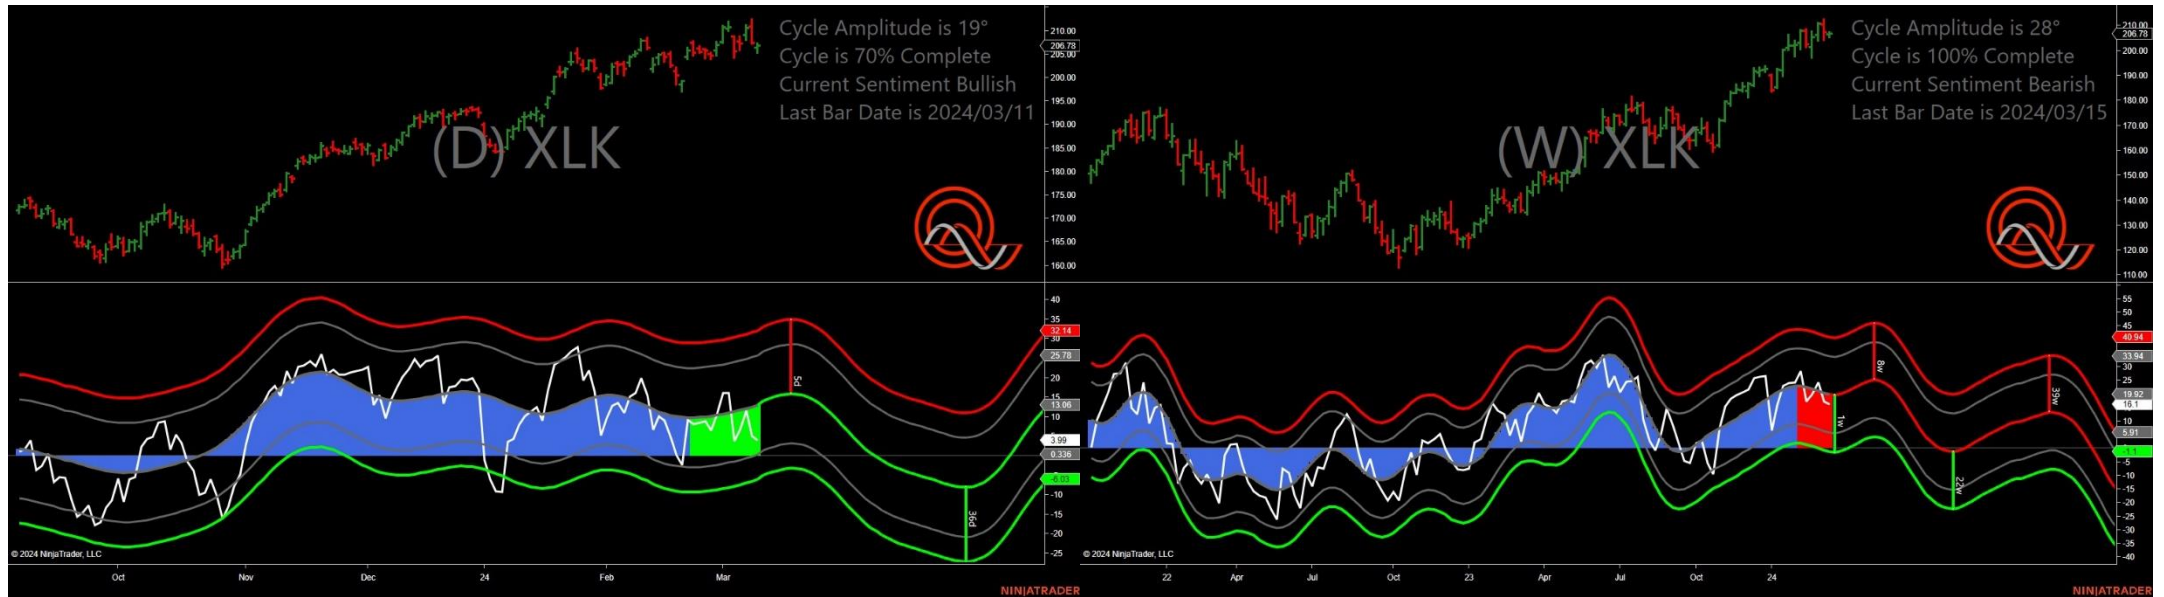 Cycle Amplitude is 19°
Cycle is 70% Complete
Current Sentiment Bullish
Last Bar Date is 2024/03/11
(D) XLK
210.00
206.78
205.00
200.00
195.00
190.00
185.00
180.00
175.00
170.00
165.00
160.00
40
35
32.14
30
25.78
20
15
13.06
10
5
3.99
0.336
-6.03
-10
-15
-20
-25
5d
36d
© 2024 NinjaTrader, LLC
Oct Nov Dec 24 Feb Mar
NINJATRADER
Cycle Amplitude is 28°
Cycle is 100% Complete
Current Sentiment Bearish
Last Bar Date is 2024/03/15
(W) XLK
210.00
206.78
200.00
190.00
180.00
170.00
160.00
150.00
140.00
130.00
120.00
110.00
55
50
45
40.94
33.94
30
25
19.92
16.1
10
5.91
-1.1
-5
-10
-15
-20
-25
-30
-35
-40
1w
8w
22w
39w
© 2024 NinjaTrader, LLC
22 Apr Jul Oct 23 Apr Jul Oct 24
NINJATRADER